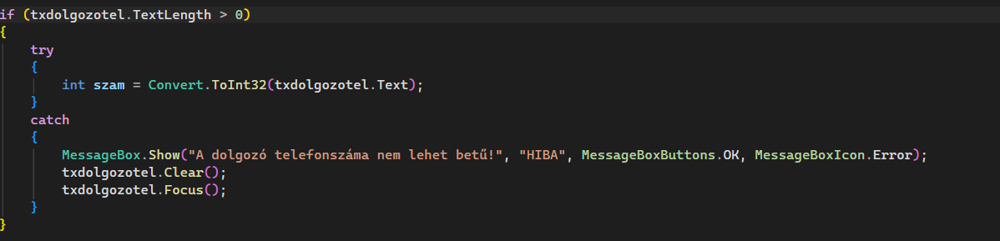 if (txdolgozotel.TextLength > 0)
{
try
{
int szam = Convert.ToInt32(txdolgozotel.Text);
}
catch
{
MessageBox.Show("A dolgozó telefonszáma nem lehet betű!", "HIBA", MessageBoxButtons.OK, MessageBoxIcon.Error);
txdolgozotel.Clear();
txdolgozotel.Focus();
}
}